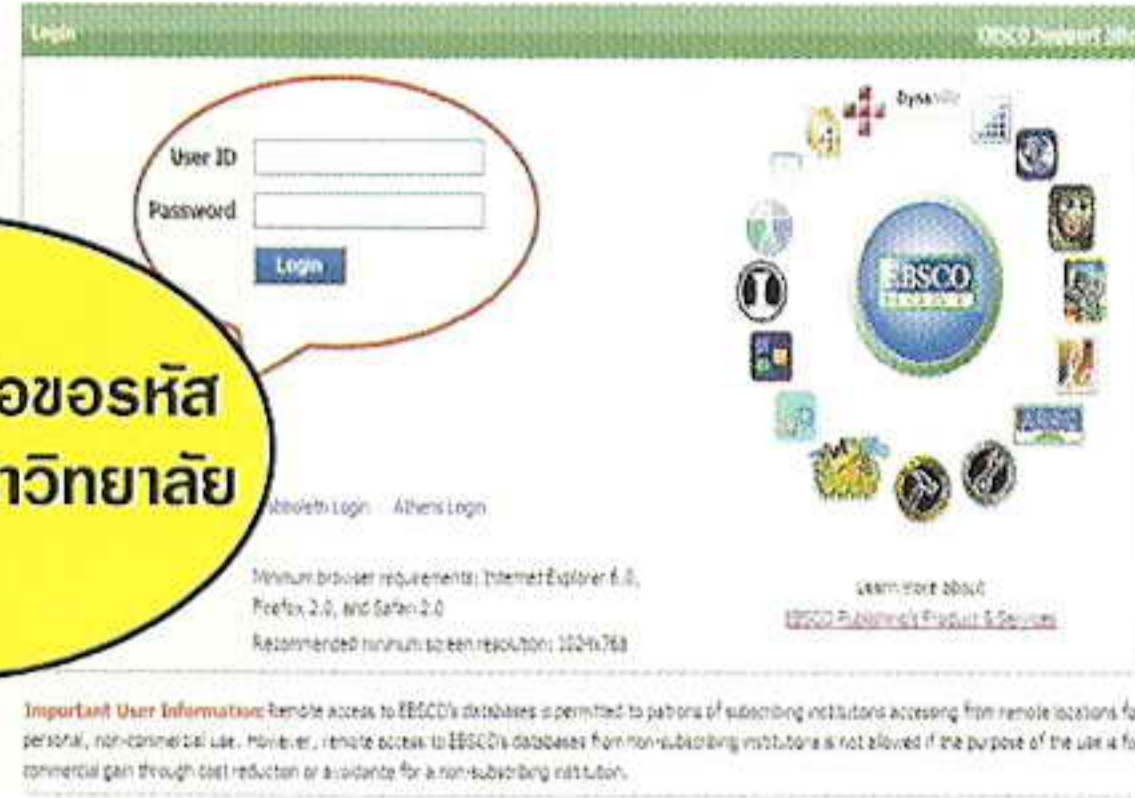 Login
EBSCO Support Site
User ID
Password
Login
EBSCO
อขอรหัส
าวิทยาลัย
Login Athens Login
Minimum browser requirements: Internet Explorer 6.0,
Firefox 2.0, and Safari 2.0
Recommended minimum screen resolution: 1024x768
Learn more about
EBSCO Publishing's Product & Services
Important User Information: Remote access to EBSCO's databases is permitted to patrons of subscribing institutions accessing from remote locations fo
personal, non-commercial use. However, remote access to EBSCO's databases from non-subscribing institutions is not allowed if the purpose of the use is fo
commercial gain through cost reduction or avoidance for a non-subscribing institution.